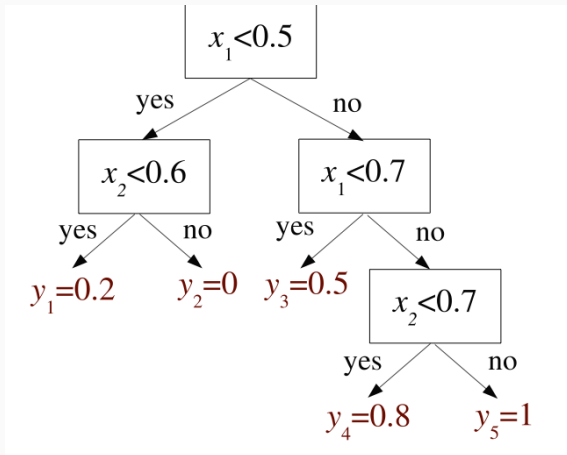 x₁<0.5
yes no
x₂<0.6 x₁<0.7
yes no yes no
y₁=0.2 y₂=0 y₃=0.5 x₂<0.7
yes no
y₄=0.8 y₅=1